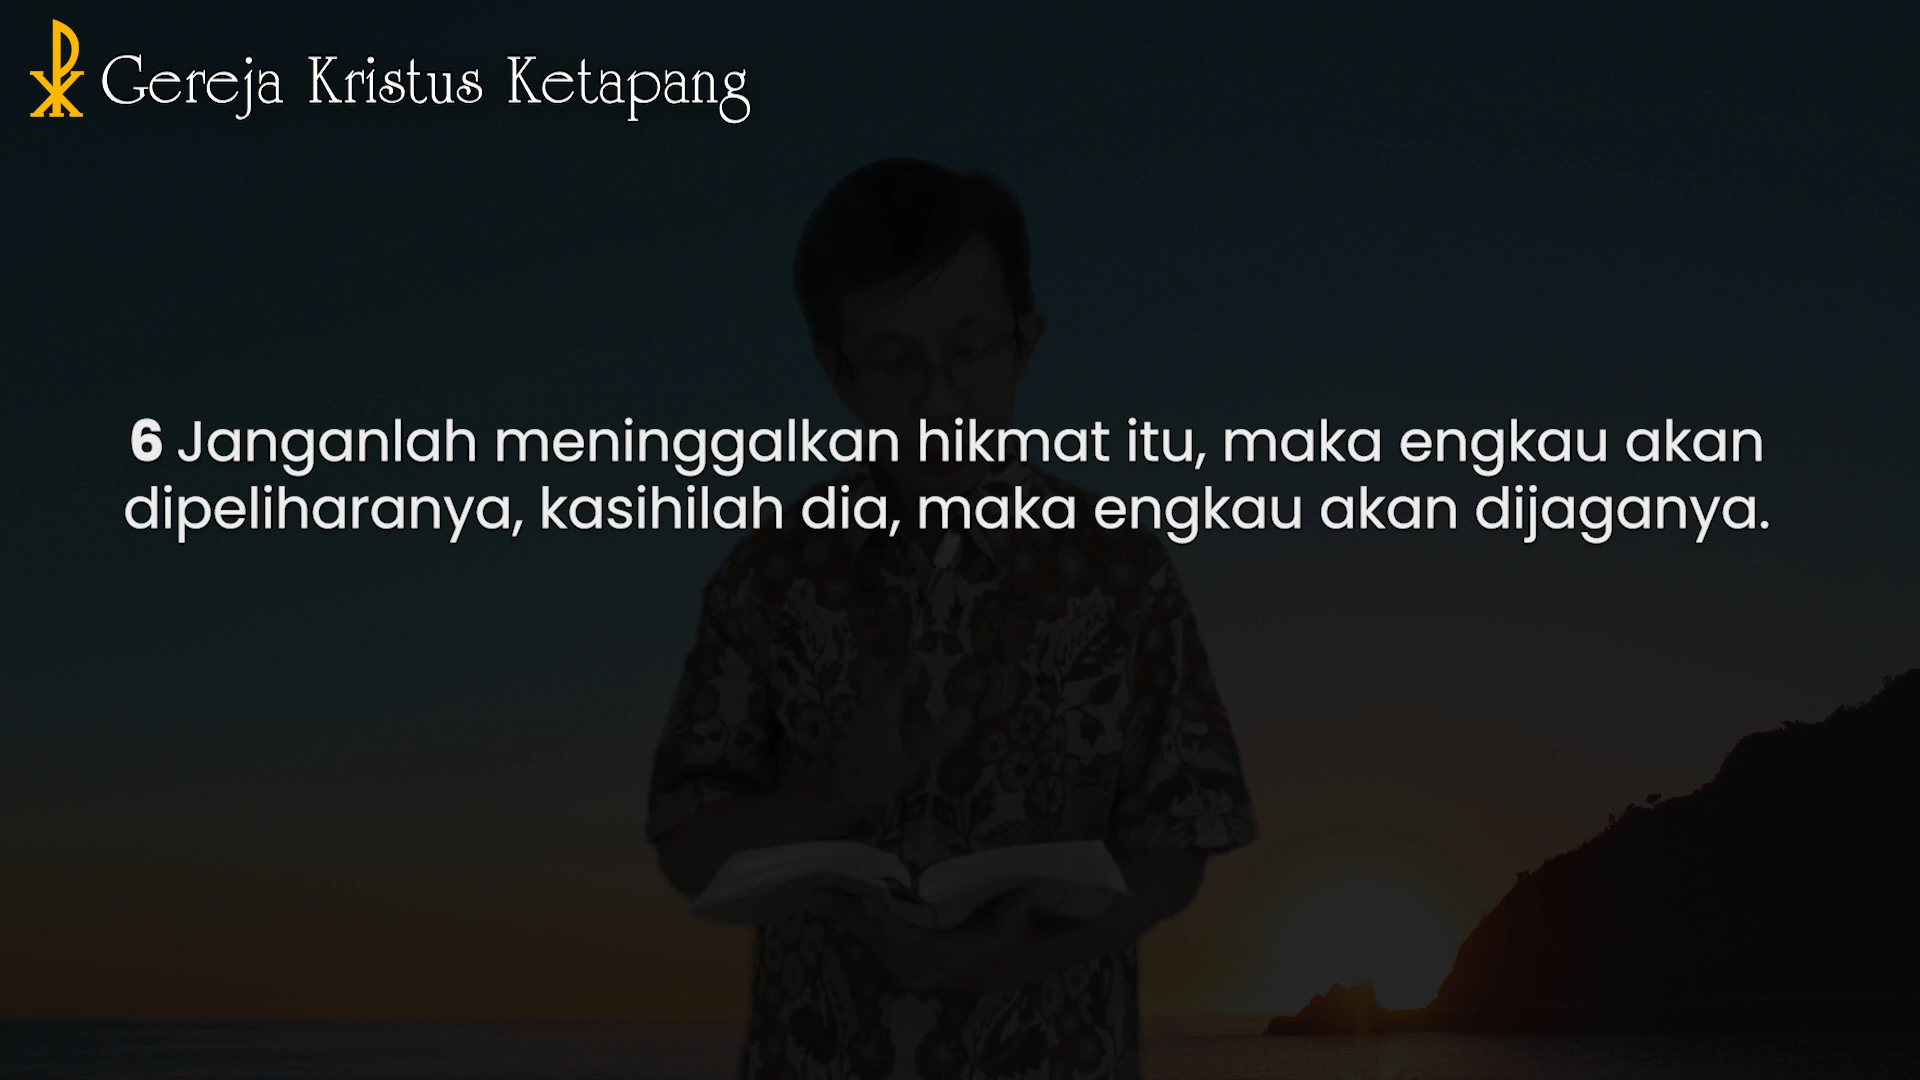 Gereja Kristus Ketapang
6 Janganlah meninggalkan hikmat itu, maka engkau akan
dipeliharanya, kasihilah dia, maka engkau akan dijaganya.